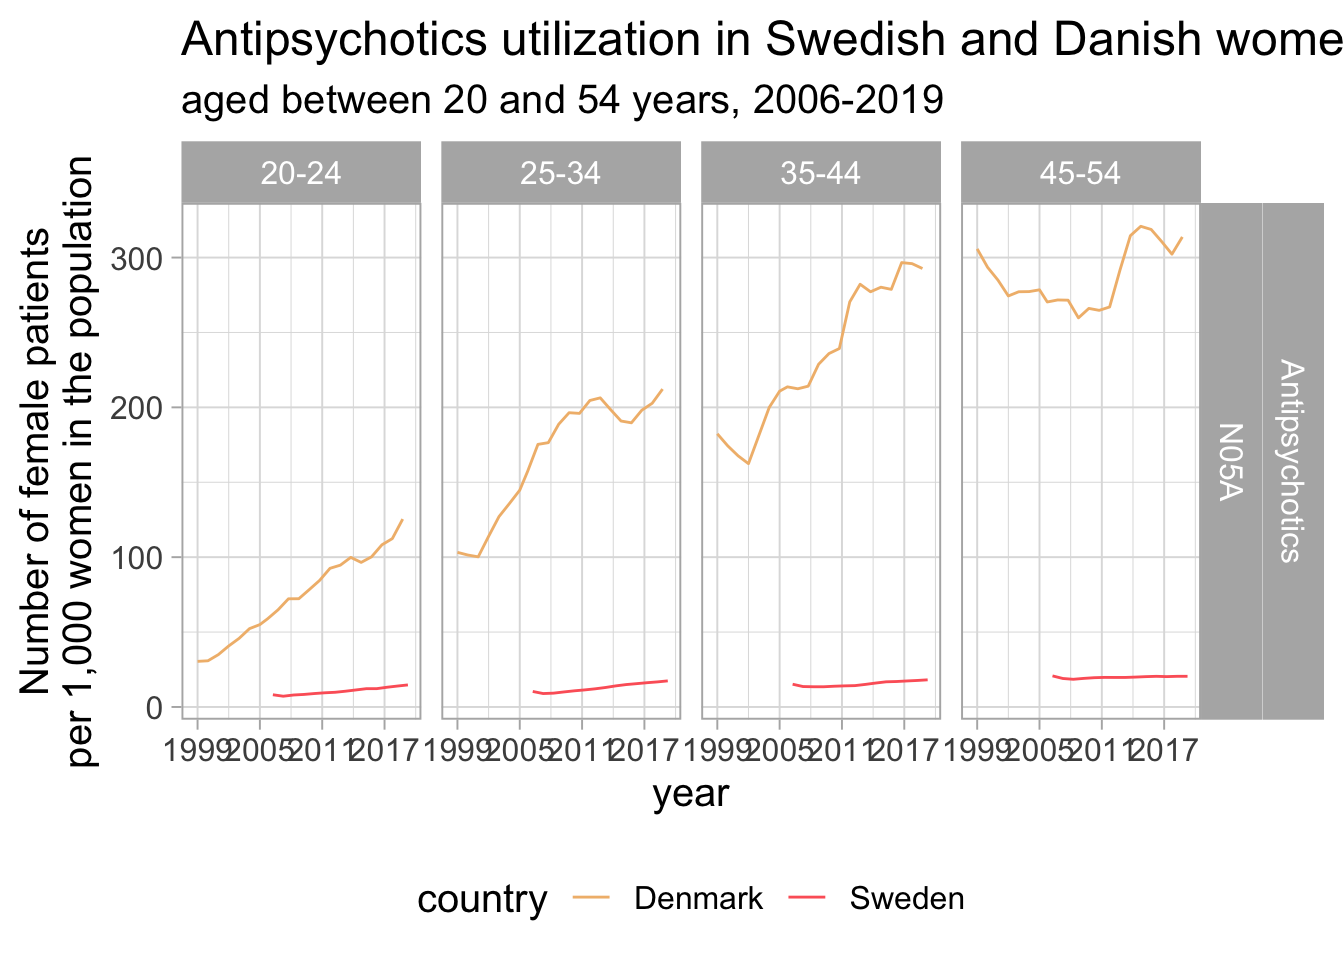 Antipsychotics utilization in Swedish and Danish wome
aged between 20 and 54 years, 2006-2019
20-24
25-34
35-44
45-54
Number of female patients
per 1,000 women in the population
300
200
100
0
N05A
Antipsychotics
1999 2005 2011 2017 1999 2005 2011 2017 1999 2005 2011 2017 1999 2005 2011 2017
year
country Denmark Sweden